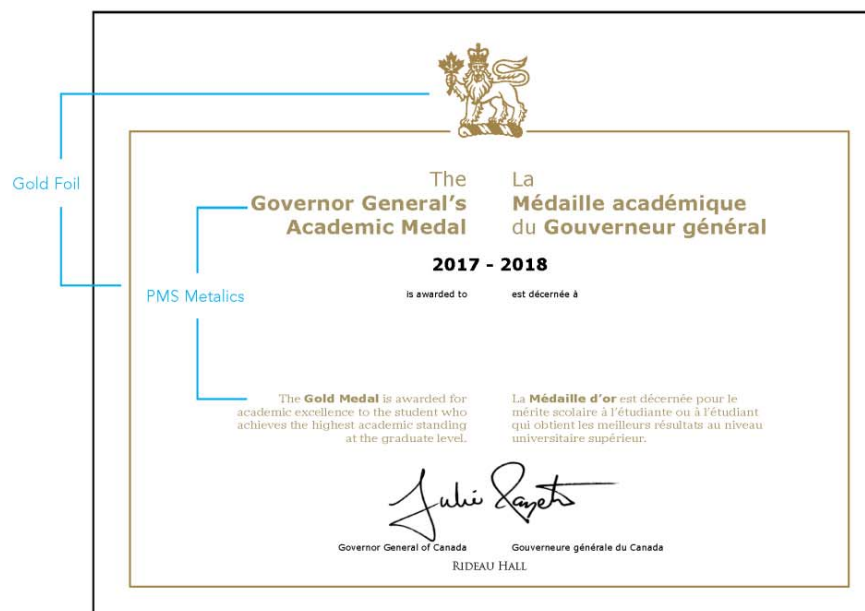 Gold Foil
PMS Metalics
The
Governor General's
Academic Medal
La
Médaille académique
du Gouverneur général
2017 - 2018
is awarded to
est décernée à
The Gold Medal is awarded for
academic excellence to the student who
achieves the highest academic standing
at the graduate level.
La Médaille d'or est décernée pour le
mérite scolaire à l'étudiante ou à l'étudiant
qui obtient les meilleurs résultats au niveau
universitaire supérieur.
Julie Payette
Governor General of Canada
Gouverneure générale du Canada
RIDEAU HALL